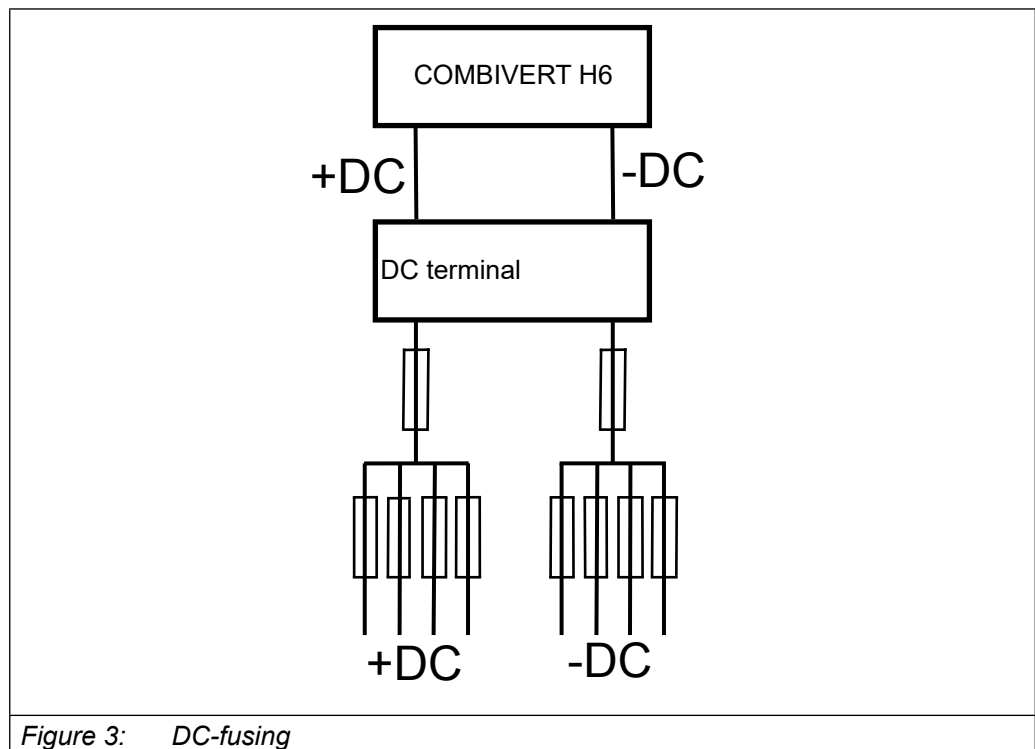 COMBIVERT H6
+DC -DC
DC terminal
+DC -DC
Figure 3: DC-fusing